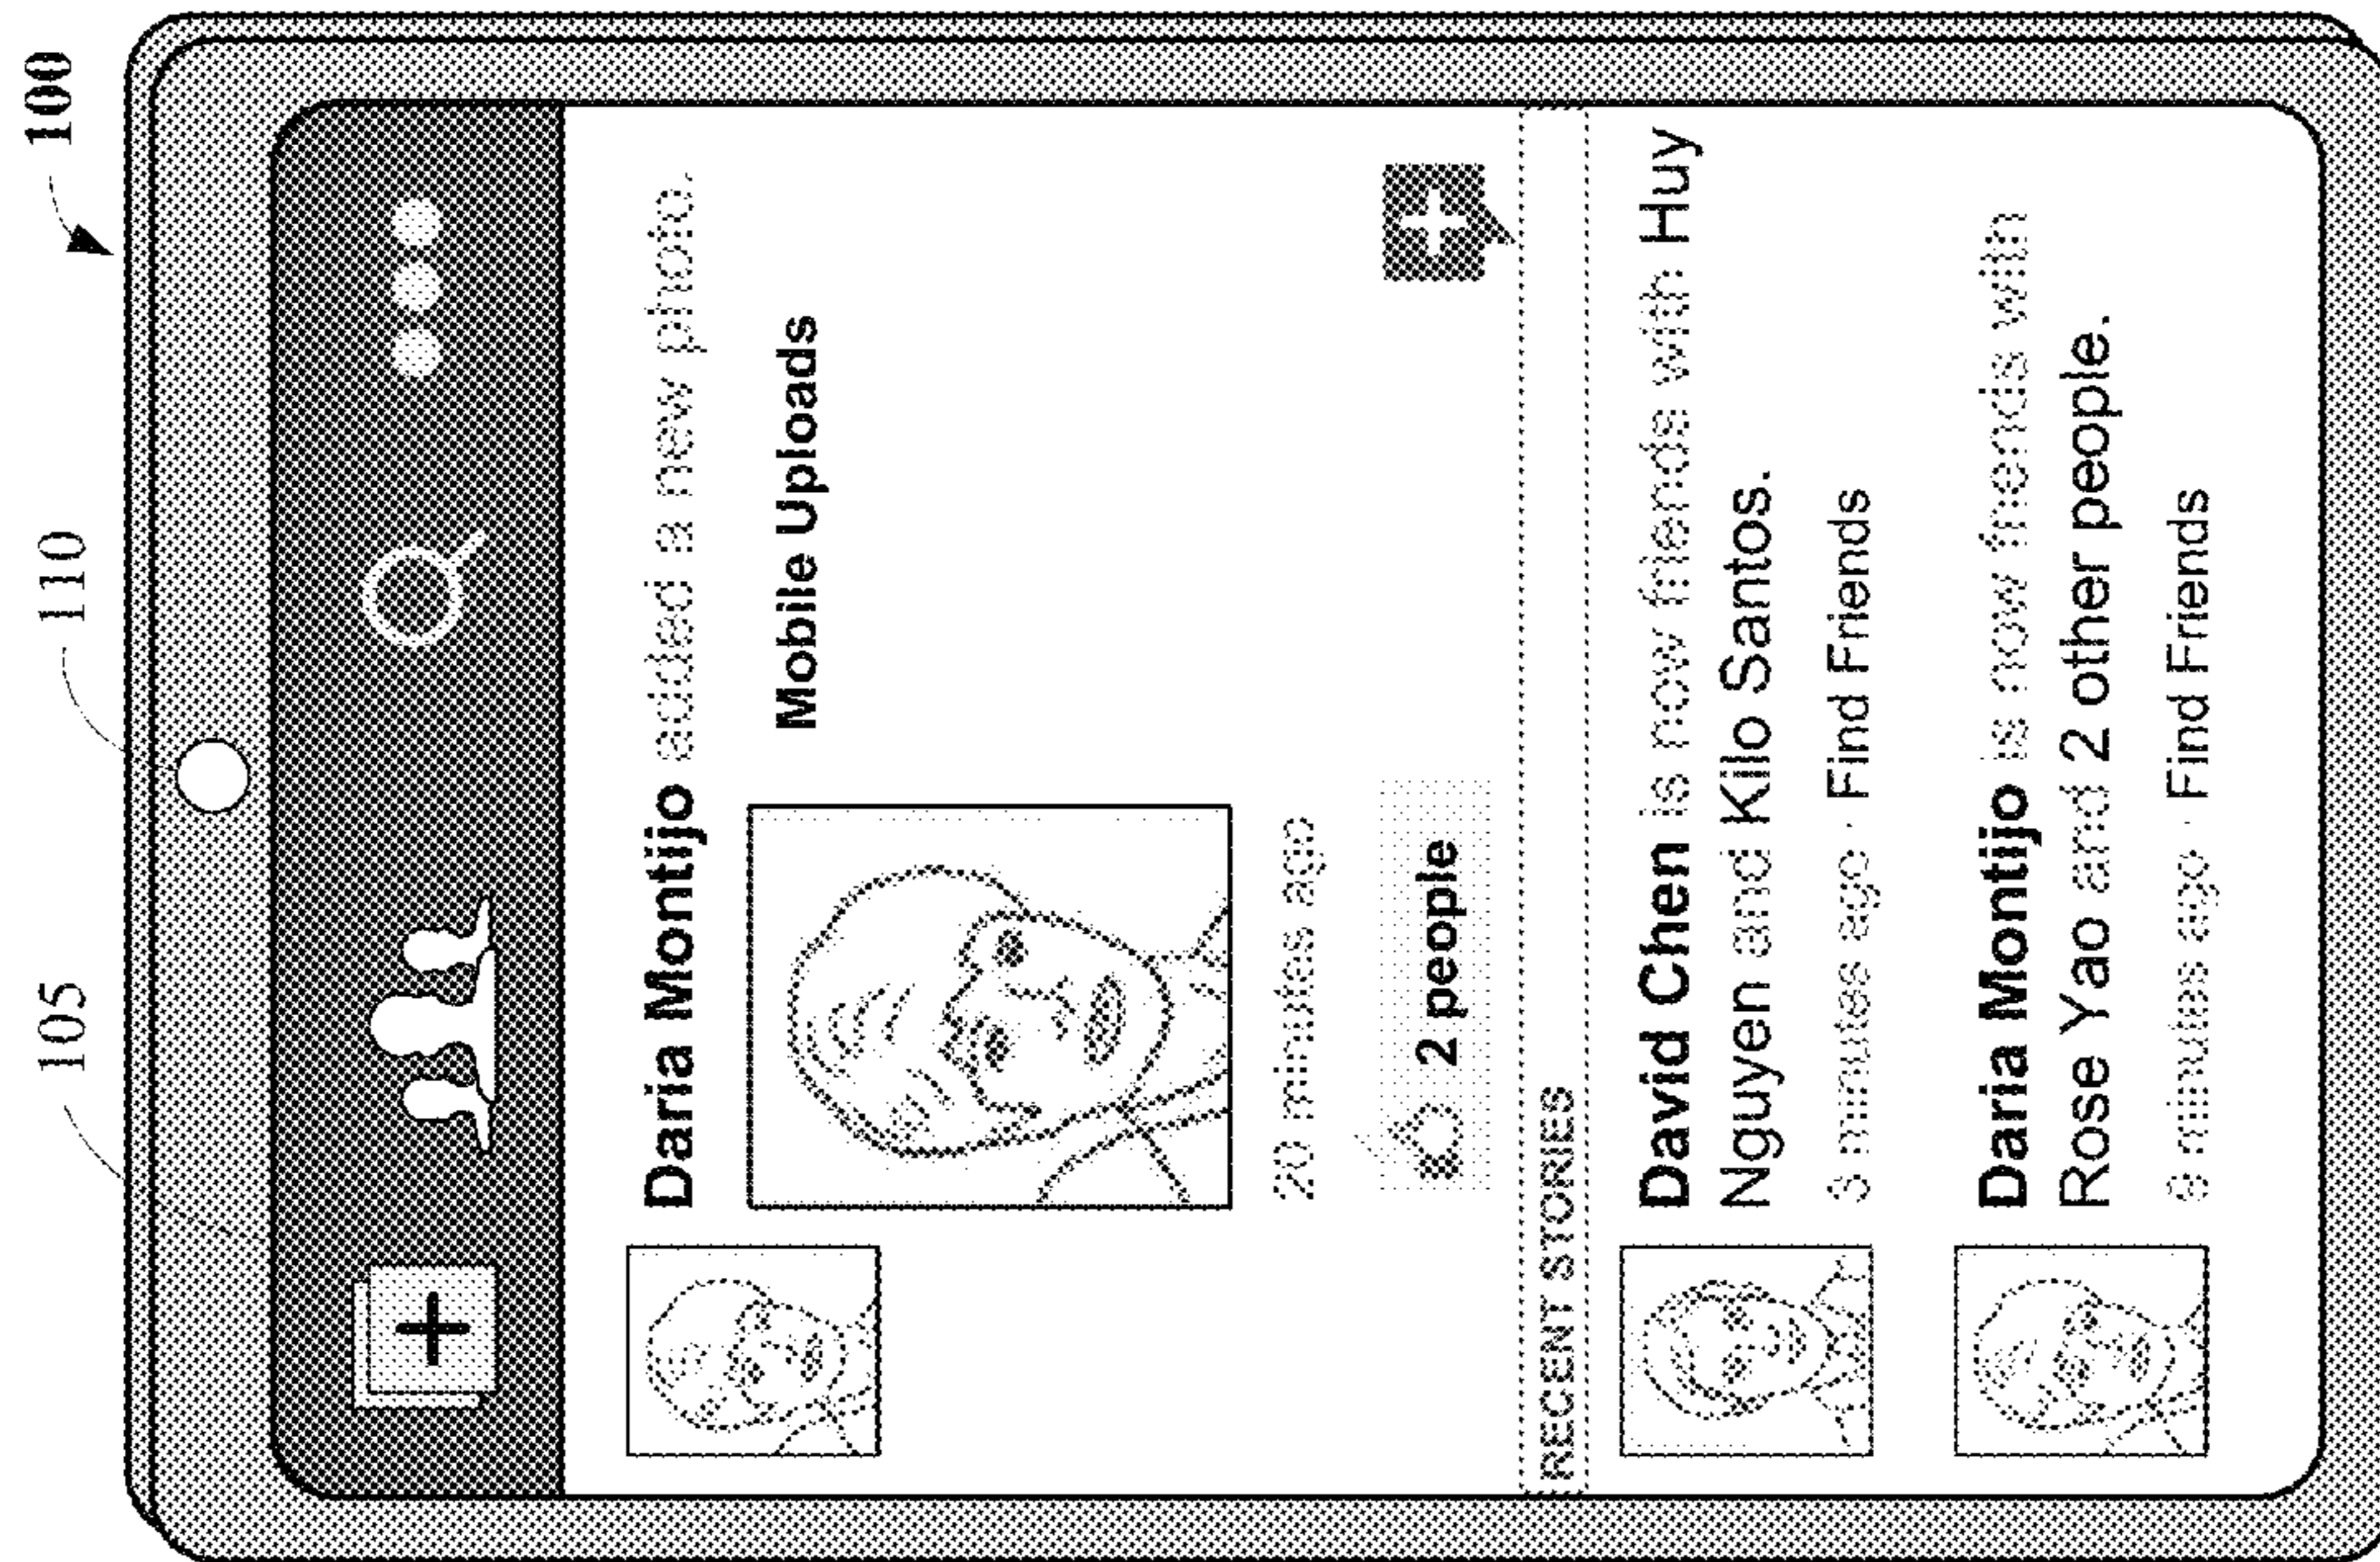 105
110
100
Daria Montijo added a new photo.
Mobile Uploads
20 minutes ago
2 people
RECENT STORIES
David Chen is now friends with Huy
Nguyen and Kilo Santos.
3 minutes ago · Find Friends
Daria Montijo is now friends with
Rose Yao and 2 other people.
minutes ago · Find Friends